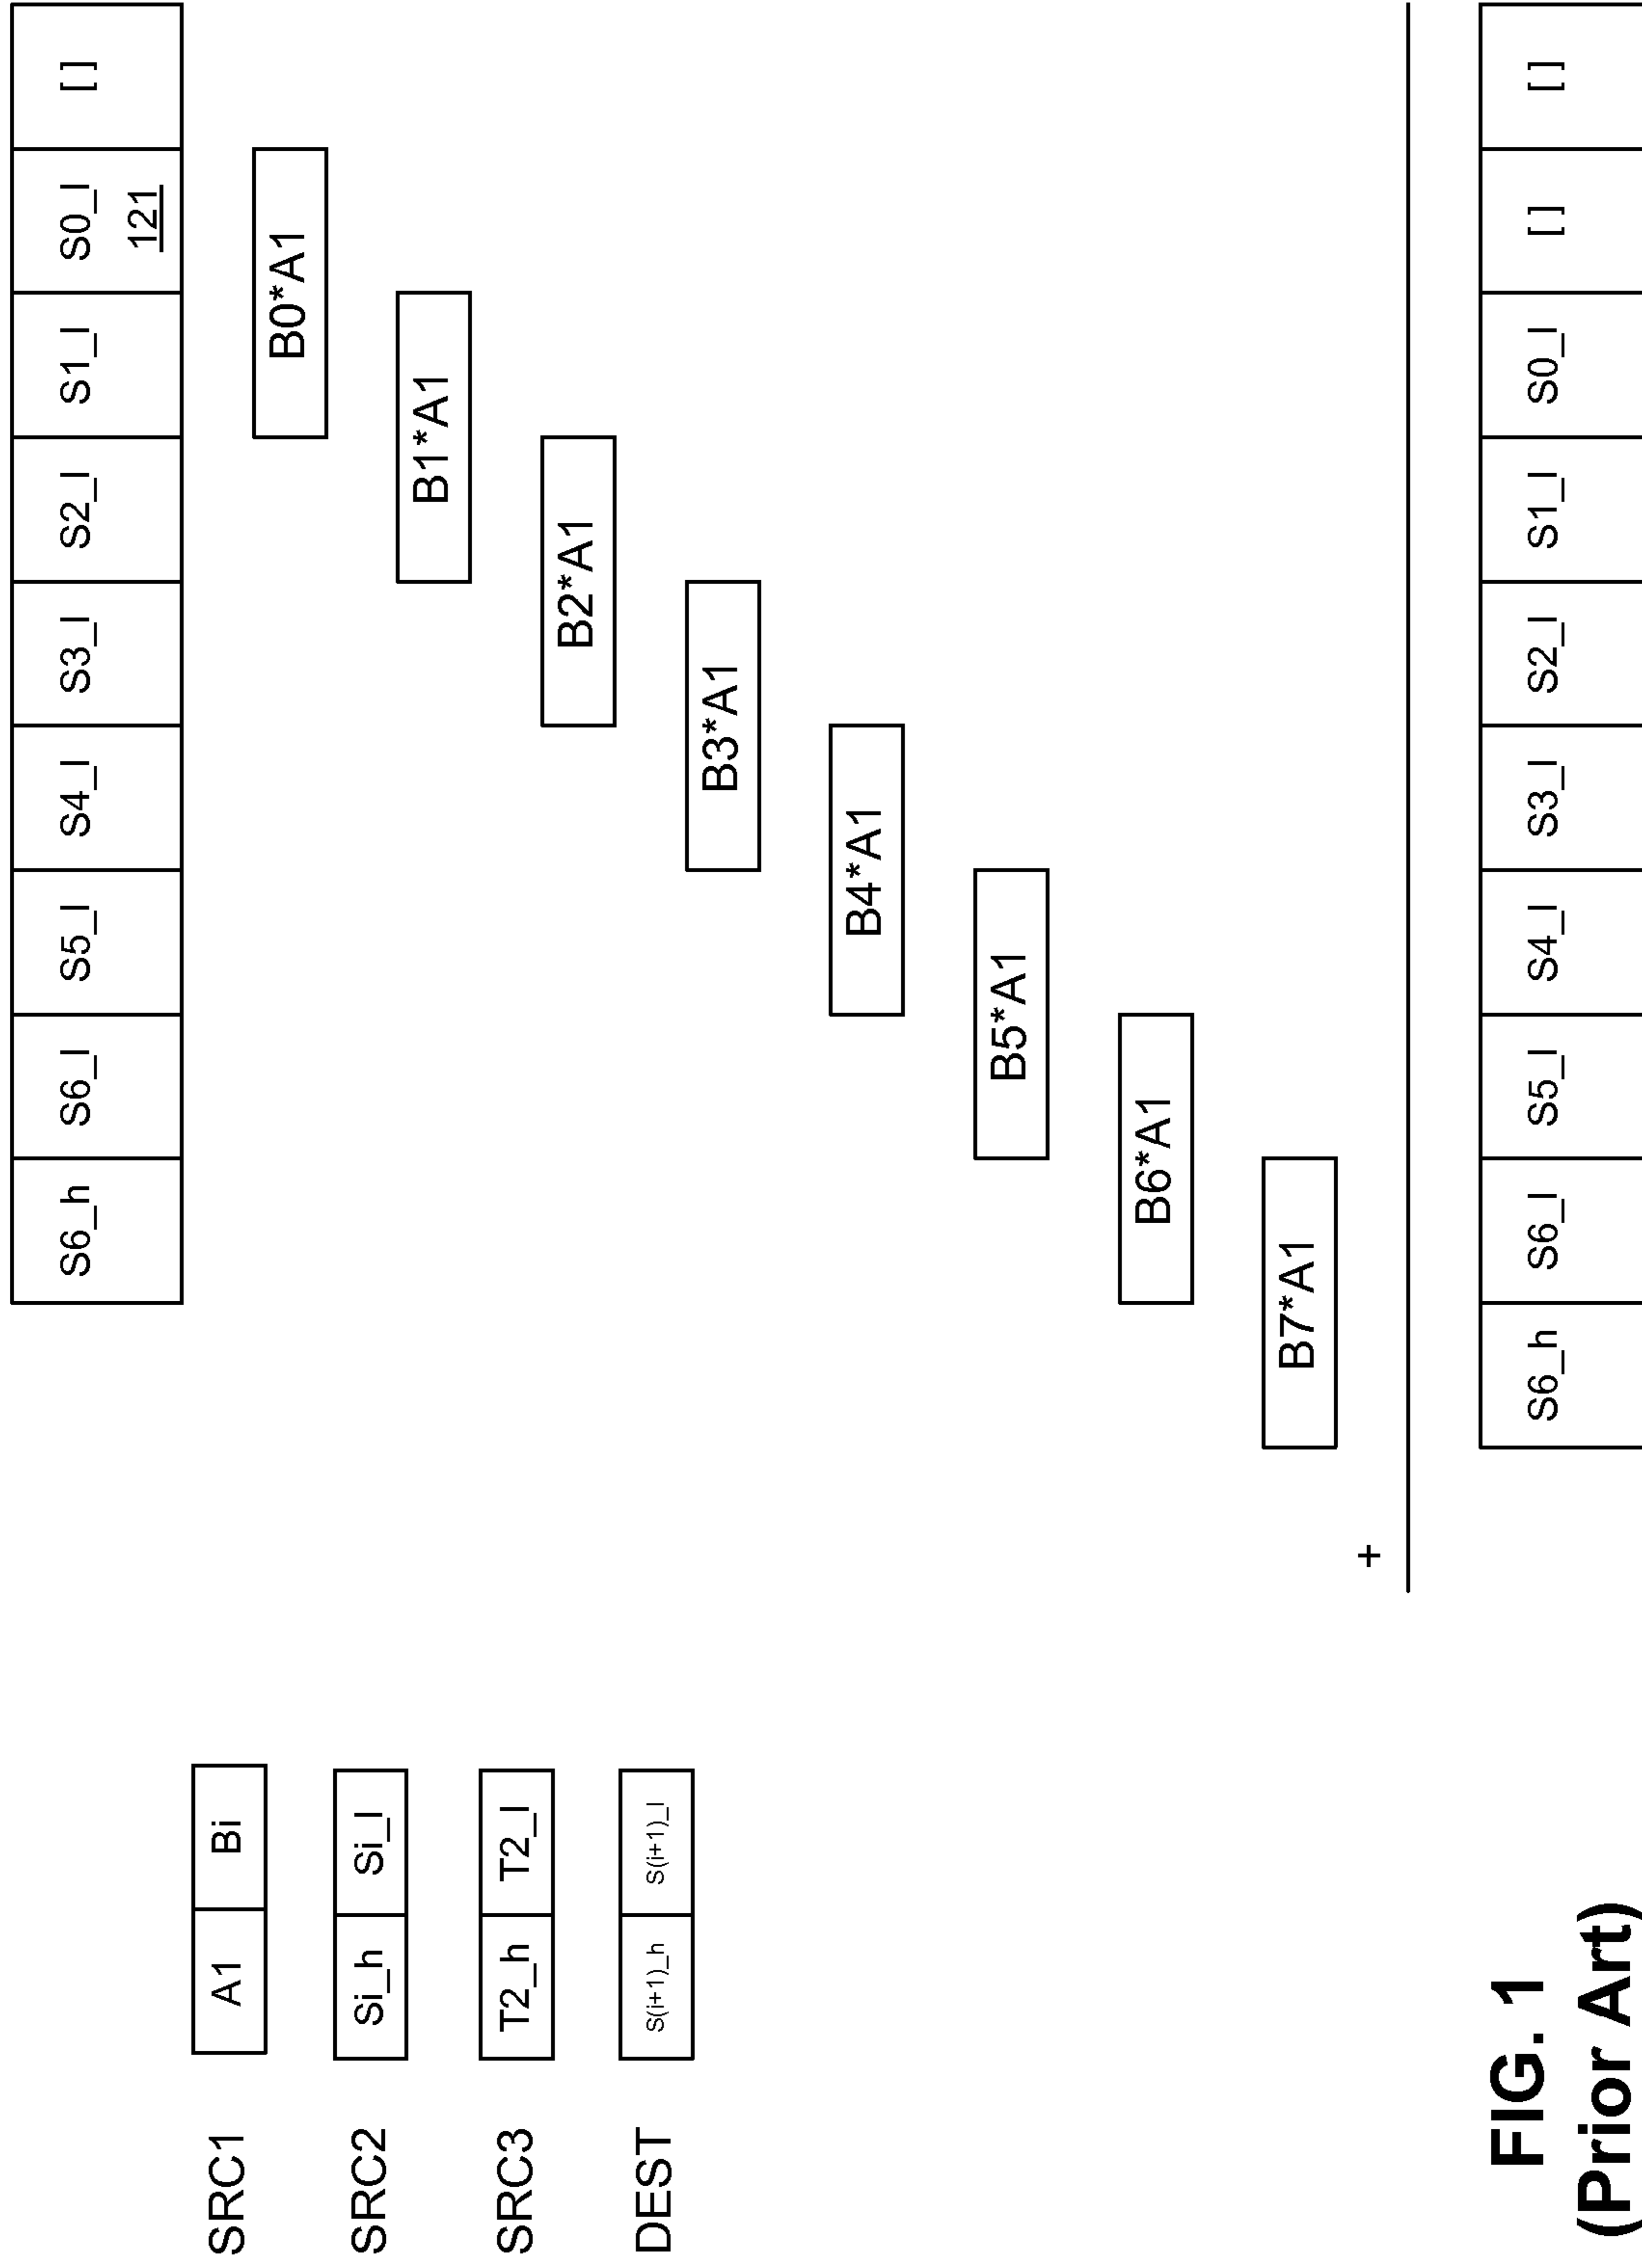 S6_h S6_l S5_l S4_l S3_l S2_l S1_l S0_l [ ]
121
SRC1 A1 Bi
B0*A1
SRC2 Si_h Si_l
B1*A1
SRC3 T2_h T2_l
B2*A1
DEST S(i+1)_h S(i+1)_l
B3*A1
B4*A1
B5*A1
B6*A1
B7*A1
+
S6_h S6_l S5_l S4_l S3_l S2_l S1_l S0_l [ ] [ ]
FIG. 1
(Prior Art)